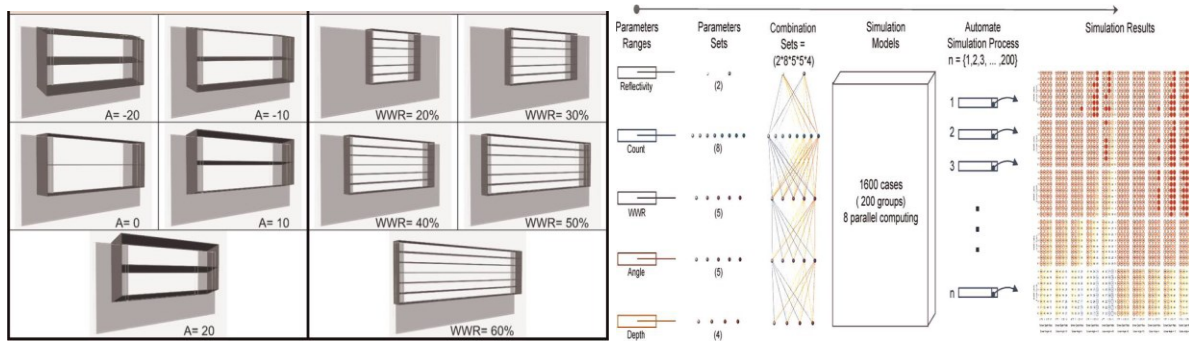 A= -20
A= -10
WWR= 20%
WWR= 30%
A= 0
A= 10
WWR= 40%
WWR= 50%
A= 20
WWR= 60%
Parameters
Ranges
Parameters
Sets
Combination
Sets =
(2*8*5*5*4)
Simulation
Models
Automate
Simulation Process
n = {1,2,3, ... ,200}
Simulation Results
Reflectivity
(2)
Count
(8)
WWR
(5)
Angle
(5)
Depth
(4)
1600 cases
( 200 groups)
8 parallel computing
1
2
3
n